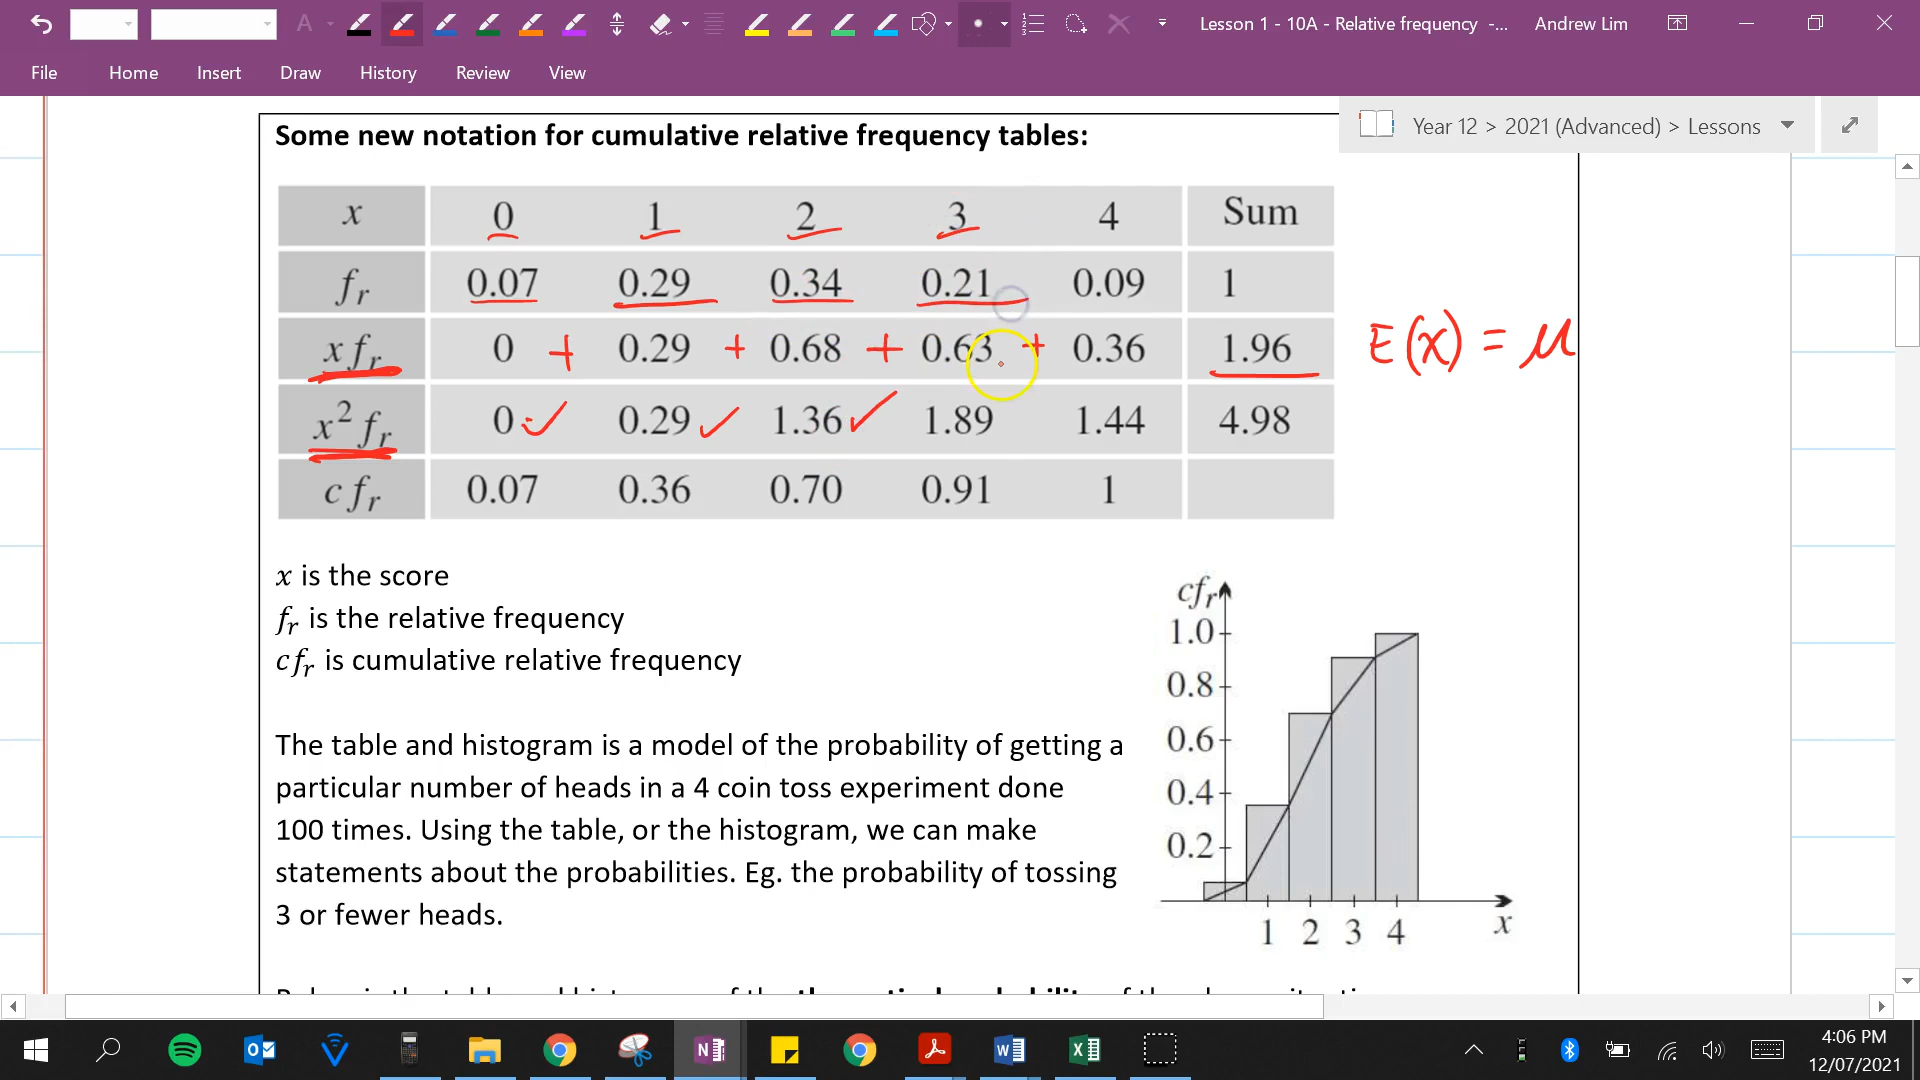 Lesson 1 - 10A - Relative frequency -...
Andrew Lim
File Home Insert Draw History Review View
Year 12 > 2021 (Advanced) > Lessons
Some new notation for cumulative relative frequency tables:
x 0 1 2 3 4 Sum
fr 0.07 0.29 0.34 0.21 0.09 1
x fr 0 + 0.29 + 0.68 + 0.63 + 0.36 1.96 E(x) = μ
x² fr 0 ✓ 0.29 ✓ 1.36 ✓ 1.89 1.44 4.98
c fr 0.07 0.36 0.70 0.91 1
x is the score
fr is the relative frequency
cfr is cumulative relative frequency
The table and histogram is a model of the probability of getting a
particular number of heads in a 4 coin toss experiment done
100 times. Using the table, or the histogram, we can make
statements about the probabilities. Eg. the probability of tossing
3 or fewer heads.
cfr
1.0
0.8
0.6
0.4
0.2
1 2 3 4 x
4:06 PM
12/07/2021